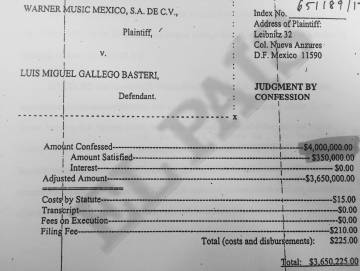 WARNER MUSIC MEXICO, S.A. DE C.V.,
Plaintiff,
v.
LUIS MIGUEL GALLEGO BASTERI,
Defendant.
Index No.
Address of Plaintiff:
Leibnitz 32
Col. Nueva Anzures
D.F. Mexico 11590
JUDGMENT BY
CONFESSION
x
Amount Confessed $4,000,000.00
Amount Satisfied $350,000.00
Interest $0.00
Adjusted Amount $3,650,000.00
Costs by Statute $15.00
Transcript $0.00
Fees on Execution $0.00
Filing Fee $210.00
Total (costs and disbursements): $225.00
Total: $3,650,225.00
EL PAÍS